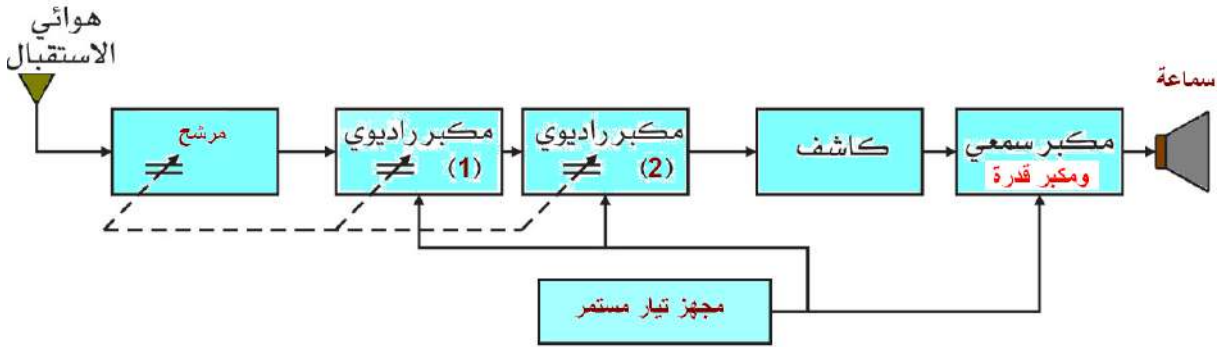 هوائي
الاستقبال
سماعة
مرشح
مكبر راديوي
(1)
مكبر راديوي
(2)
كاشف
مكبر سمعي
ومكبر قدرة
مجهز تيار مستمر